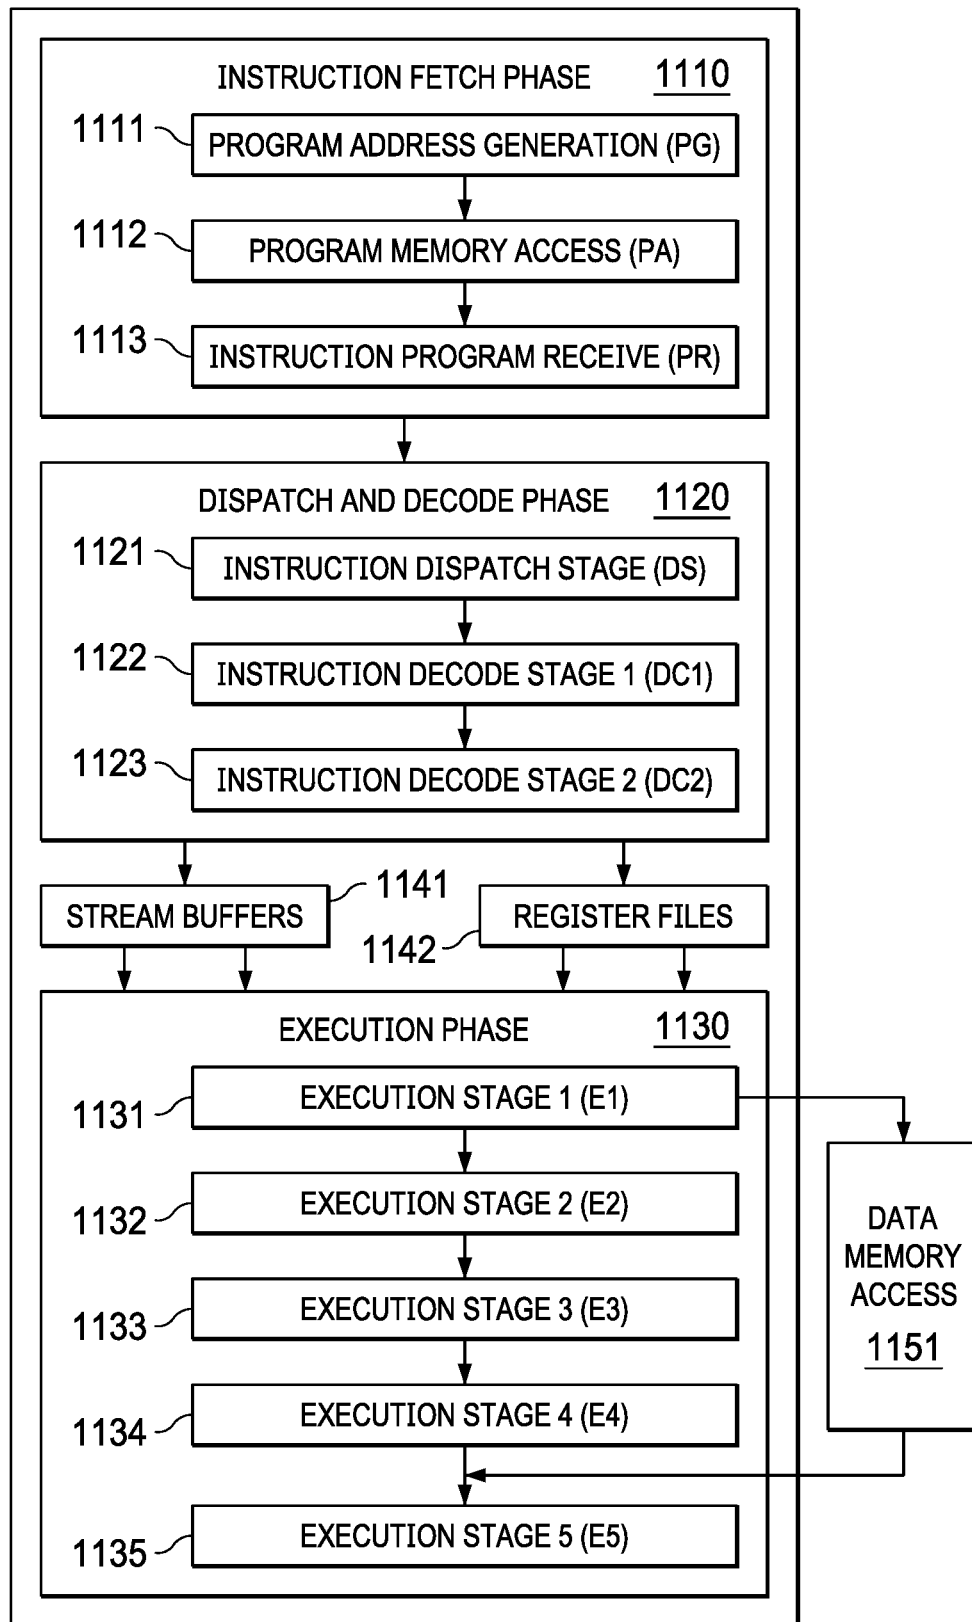 INSTRUCTION FETCH PHASE 1110
1111 PROGRAM ADDRESS GENERATION (PG)
1112 PROGRAM MEMORY ACCESS (PA)
1113 INSTRUCTION PROGRAM RECEIVE (PR)
DISPATCH AND DECODE PHASE 1120
1121 INSTRUCTION DISPATCH STAGE (DS)
1122 INSTRUCTION DECODE STAGE 1 (DC1)
1123 INSTRUCTION DECODE STAGE 2 (DC2)
STREAM BUFFERS 1141
1142 REGISTER FILES
EXECUTION PHASE 1130
1131 EXECUTION STAGE 1 (E1)
1132 EXECUTION STAGE 2 (E2)
1133 EXECUTION STAGE 3 (E3)
1134 EXECUTION STAGE 4 (E4)
1135 EXECUTION STAGE 5 (E5)
DATA
MEMORY
ACCESS
1151